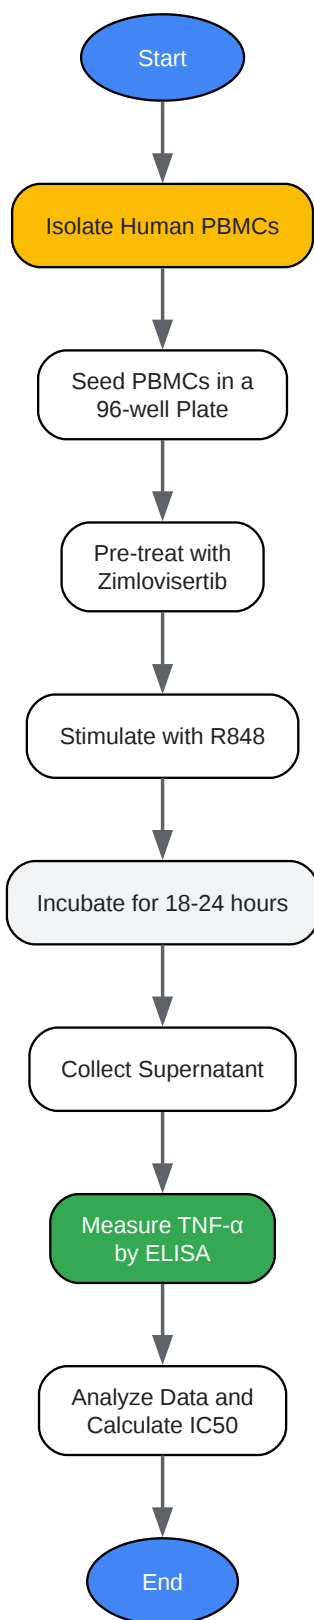 Start
Isolate Human PBMCs
Seed PBMCs in a
96-well Plate
Pre-treat with
Zimlovisertib
Stimulate with R848
Incubate for 18-24 hours
Collect Supernatant
Measure TNF-α
by ELISA
Analyze Data and
Calculate IC50
End